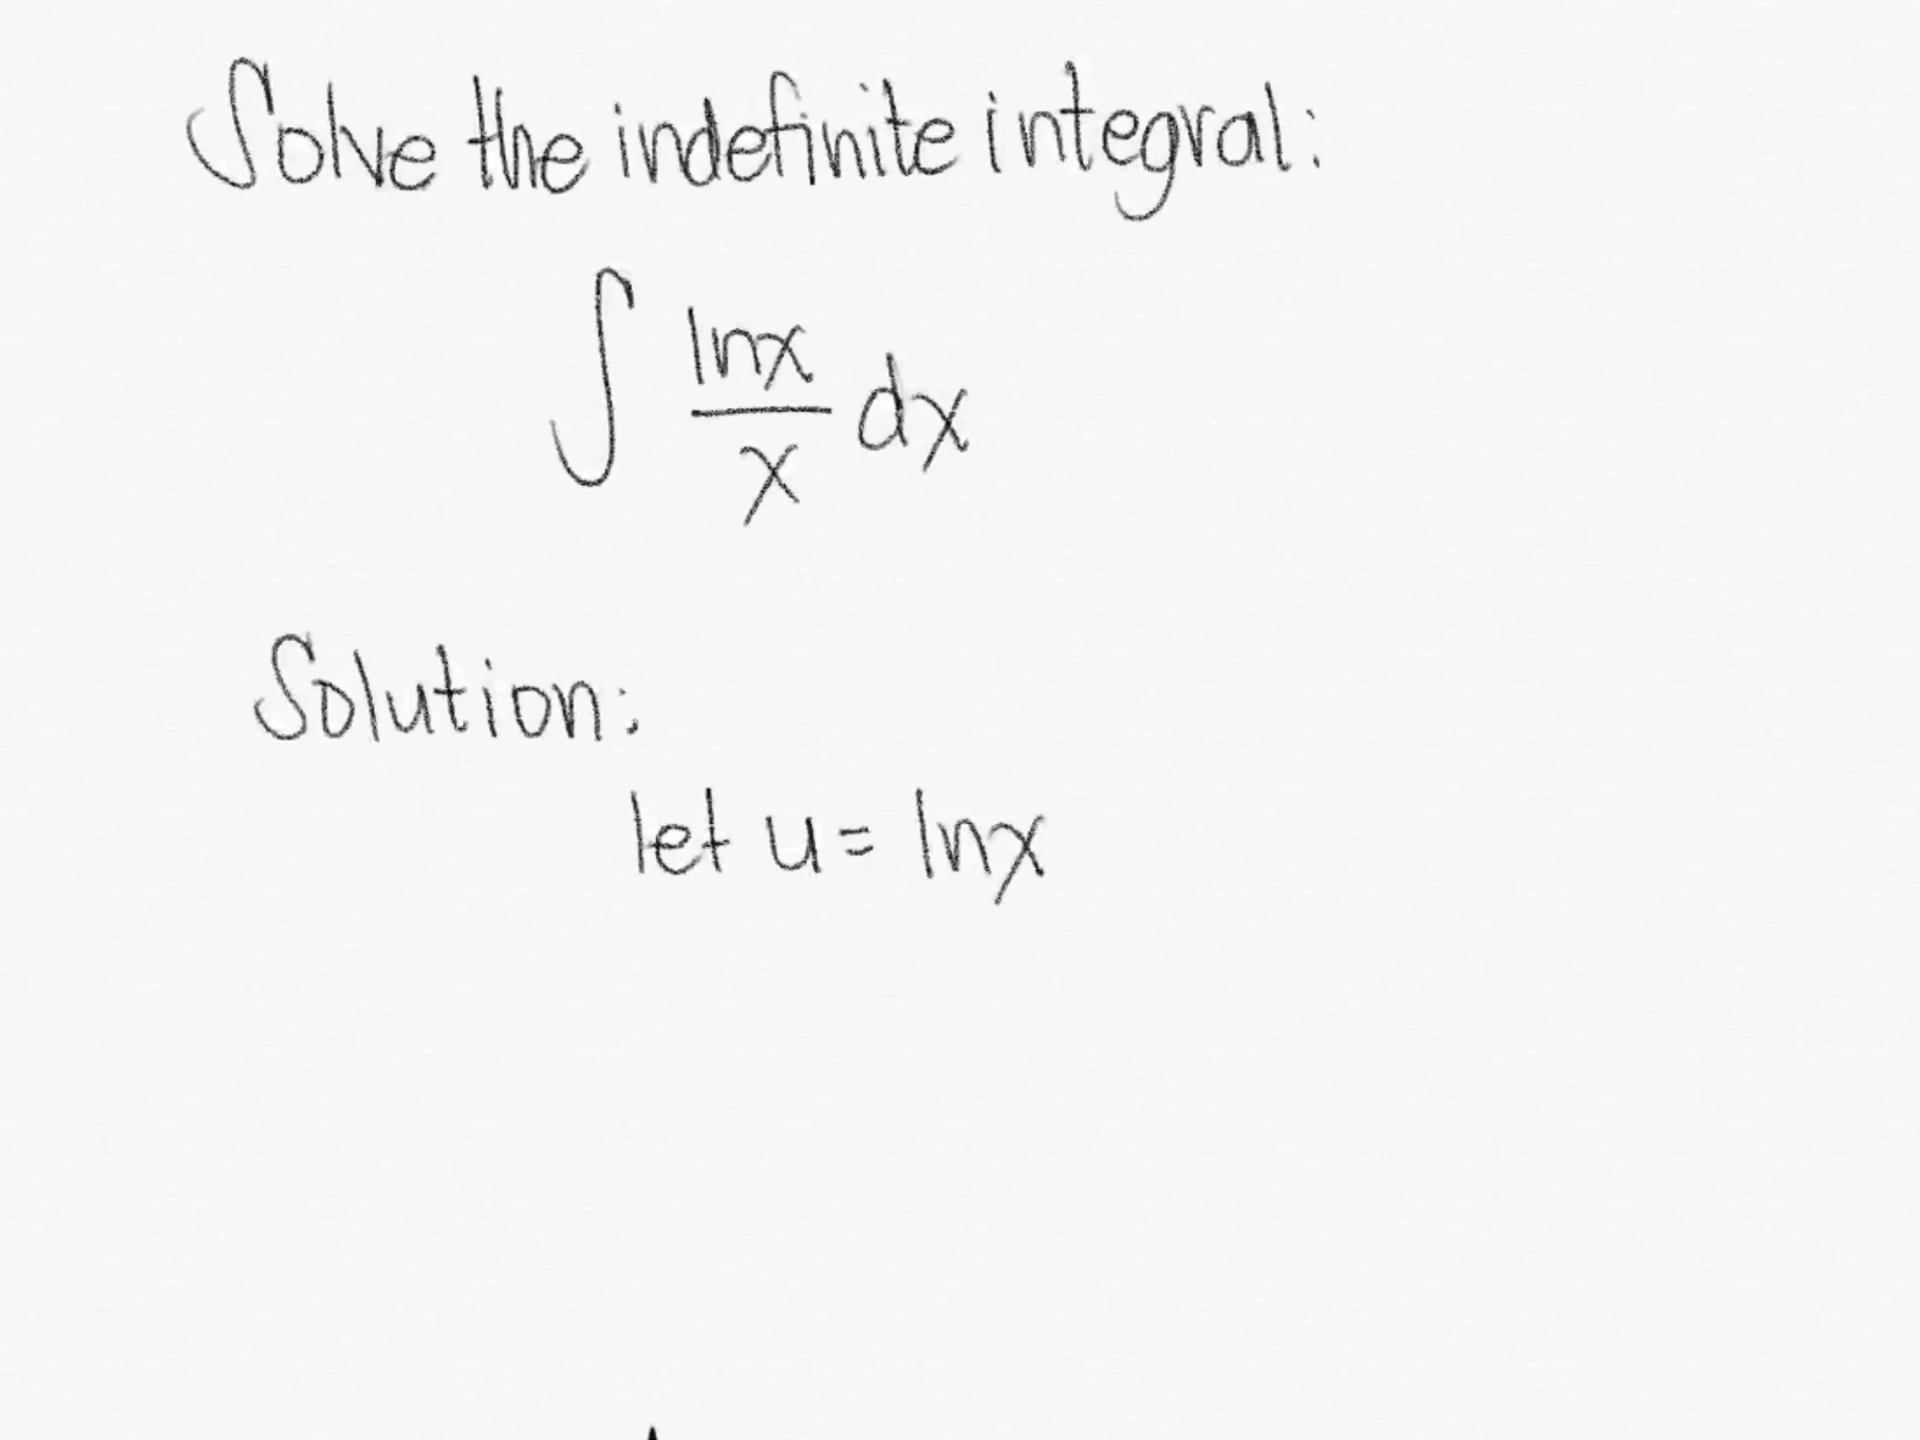 Solve the indefinite integral:
∫ lnx/x dx
Solution:
let u = lnx